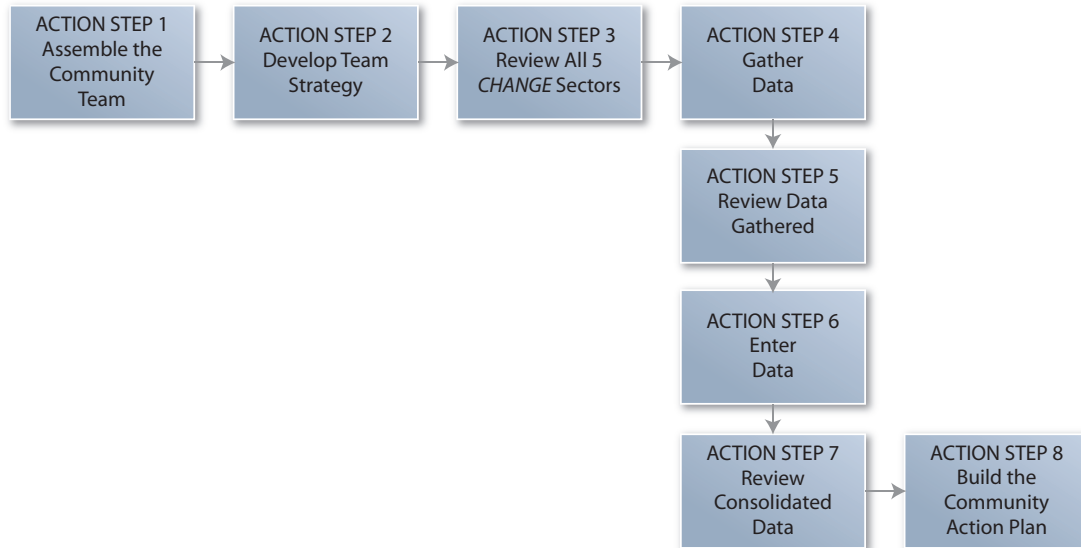 ACTION STEP 1
Assemble the
Community
Team
ACTION STEP 2
Develop Team
Strategy
ACTION STEP 3
Review All 5
CHANGE Sectors
ACTION STEP 4
Gather
Data
ACTION STEP 5
Review Data
Gathered
ACTION STEP 6
Enter
Data
ACTION STEP 7
Review
Consolidated
Data
ACTION STEP 8
Build the
Community
Action Plan